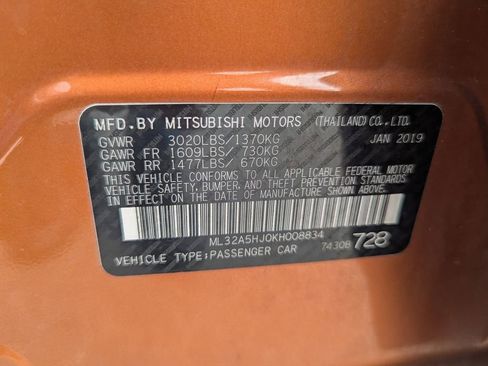 MFD.BY MITSUBISHI MOTORS (THAILAND) CO.,LTD.
GVWR 3020LBS/1370KG JAN 2019
GAWR FR 1609LBS/ 730KG
GAWR RR 1477LBS/ 670KG
THIS VEHICLE CONFORMS TO ALL APPLICABLE FEDERAL MOTOR
VEHICLE SAFETY, BUMPER, AND THEFT PREVENTION STANDARDS
IN EFFECT ON THE DATE OF MANUFACTURE SHOWN ABOVE.
ML32A5HJ0KH008834
VEHICLE TYPE:PASSENGER CAR 7430B 728